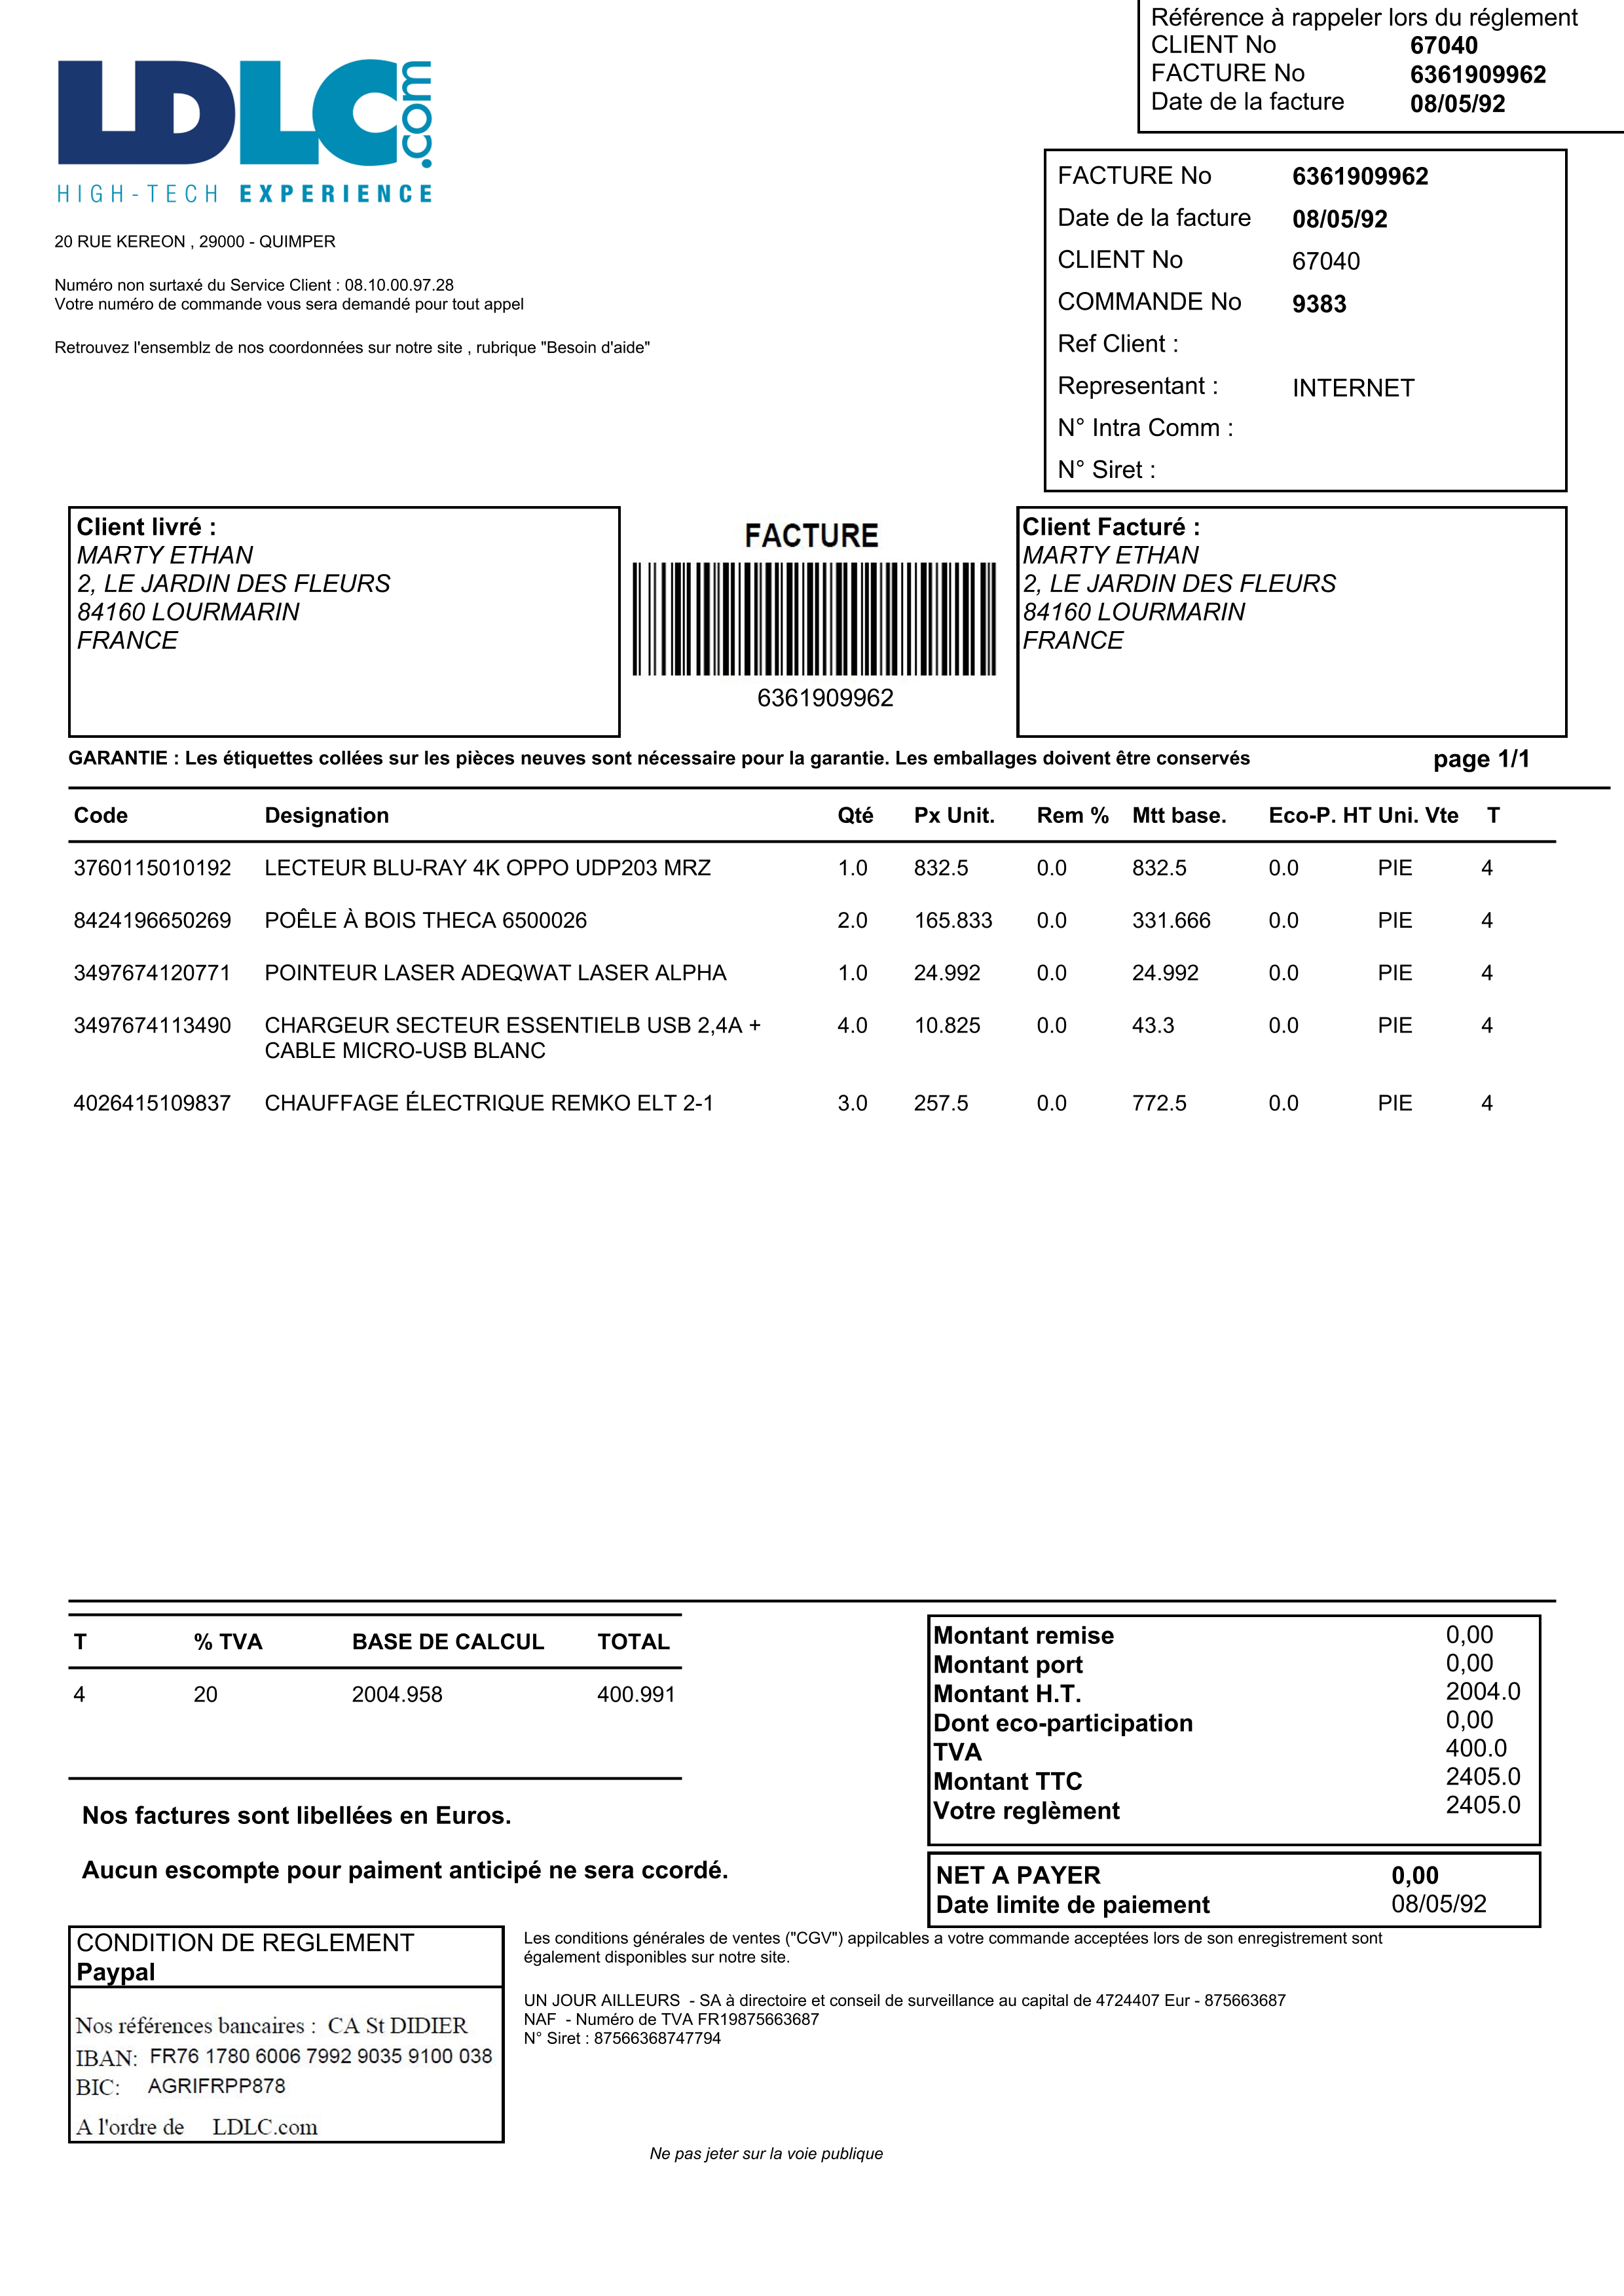 Référence à rappeler lors du réglement
CLIENT No 67040
FACTURE No 6361909962
Date de la facture 08/05/92
LDLC.com
HIGH-TECH EXPERIENCE
20 RUE KEREON , 29000 - QUIMPER
Numéro non surtaxé du Service Client : 08.10.00.97.28
Votre numéro de commande vous sera demandé pour tout appel
Retrouvez l'ensemblz de nos coordonnées sur notre site , rubrique "Besoin d'aide"
FACTURE No 6361909962
Date de la facture 08/05/92
CLIENT No 67040
COMMANDE No 9383
Ref Client :
Representant : INTERNET
N° Intra Comm :
N° Siret :
Client livré :
MARTY ETHAN
2, LE JARDIN DES FLEURS
84160 LOURMARIN
FRANCE
FACTURE
6361909962
Client Facturé :
MARTY ETHAN
2, LE JARDIN DES FLEURS
84160 LOURMARIN
FRANCE
GARANTIE : Les étiquettes collées sur les pièces neuves sont nécessaire pour la garantie. Les emballages doivent être conservés page 1/1
Code Designation Qté Px Unit. Rem % Mtt base. Eco-P. HT Uni. Vte T
3760115010192 LECTEUR BLU-RAY 4K OPPO UDP203 MRZ 1.0 832.5 0.0 832.5 0.0 PIE 4
8424196650269 POÊLE À BOIS THECA 6500026 2.0 165.833 0.0 331.666 0.0 PIE 4
3497674120771 POINTEUR LASER ADEQWAT LASER ALPHA 1.0 24.992 0.0 24.992 0.0 PIE 4
3497674113490 CHARGEUR SECTEUR ESSENTIELB USB 2,4A + 4.0 10.825 0.0 43.3 0.0 PIE 4
CABLE MICRO-USB BLANC
4026415109837 CHAUFFAGE ÉLECTRIQUE REMKO ELT 2-1 3.0 257.5 0.0 772.5 0.0 PIE 4
T % TVA BASE DE CALCUL TOTAL
4 20 2004.958 400.991
Nos factures sont libellées en Euros.
Aucun escompte pour paiment anticipé ne sera ccordé.
Montant remise 0,00
Montant port 0,00
Montant H.T. 2004.0
Dont eco-participation 0,00
TVA 400.0
Montant TTC 2405.0
Votre reglèment 2405.0
NET A PAYER 0,00
Date limite de paiement 08/05/92
CONDITION DE REGLEMENT
Paypal
Nos références bancaires : CA St DIDIER
IBAN: FR76 1780 6006 7992 9035 9100 038
BIC: AGRIFRPP878
A l'ordre de LDLC.com
Les conditions générales de ventes ("CGV") appilcables a votre commande acceptées lors de son enregistrement sont
également disponibles sur notre site.
UN JOUR AILLEURS - SA à directoire et conseil de surveillance au capital de 4724407 Eur - 875663687
NAF - Numéro de TVA FR19875663687
N° Siret : 87566368747794
Ne pas jeter sur la voie publique